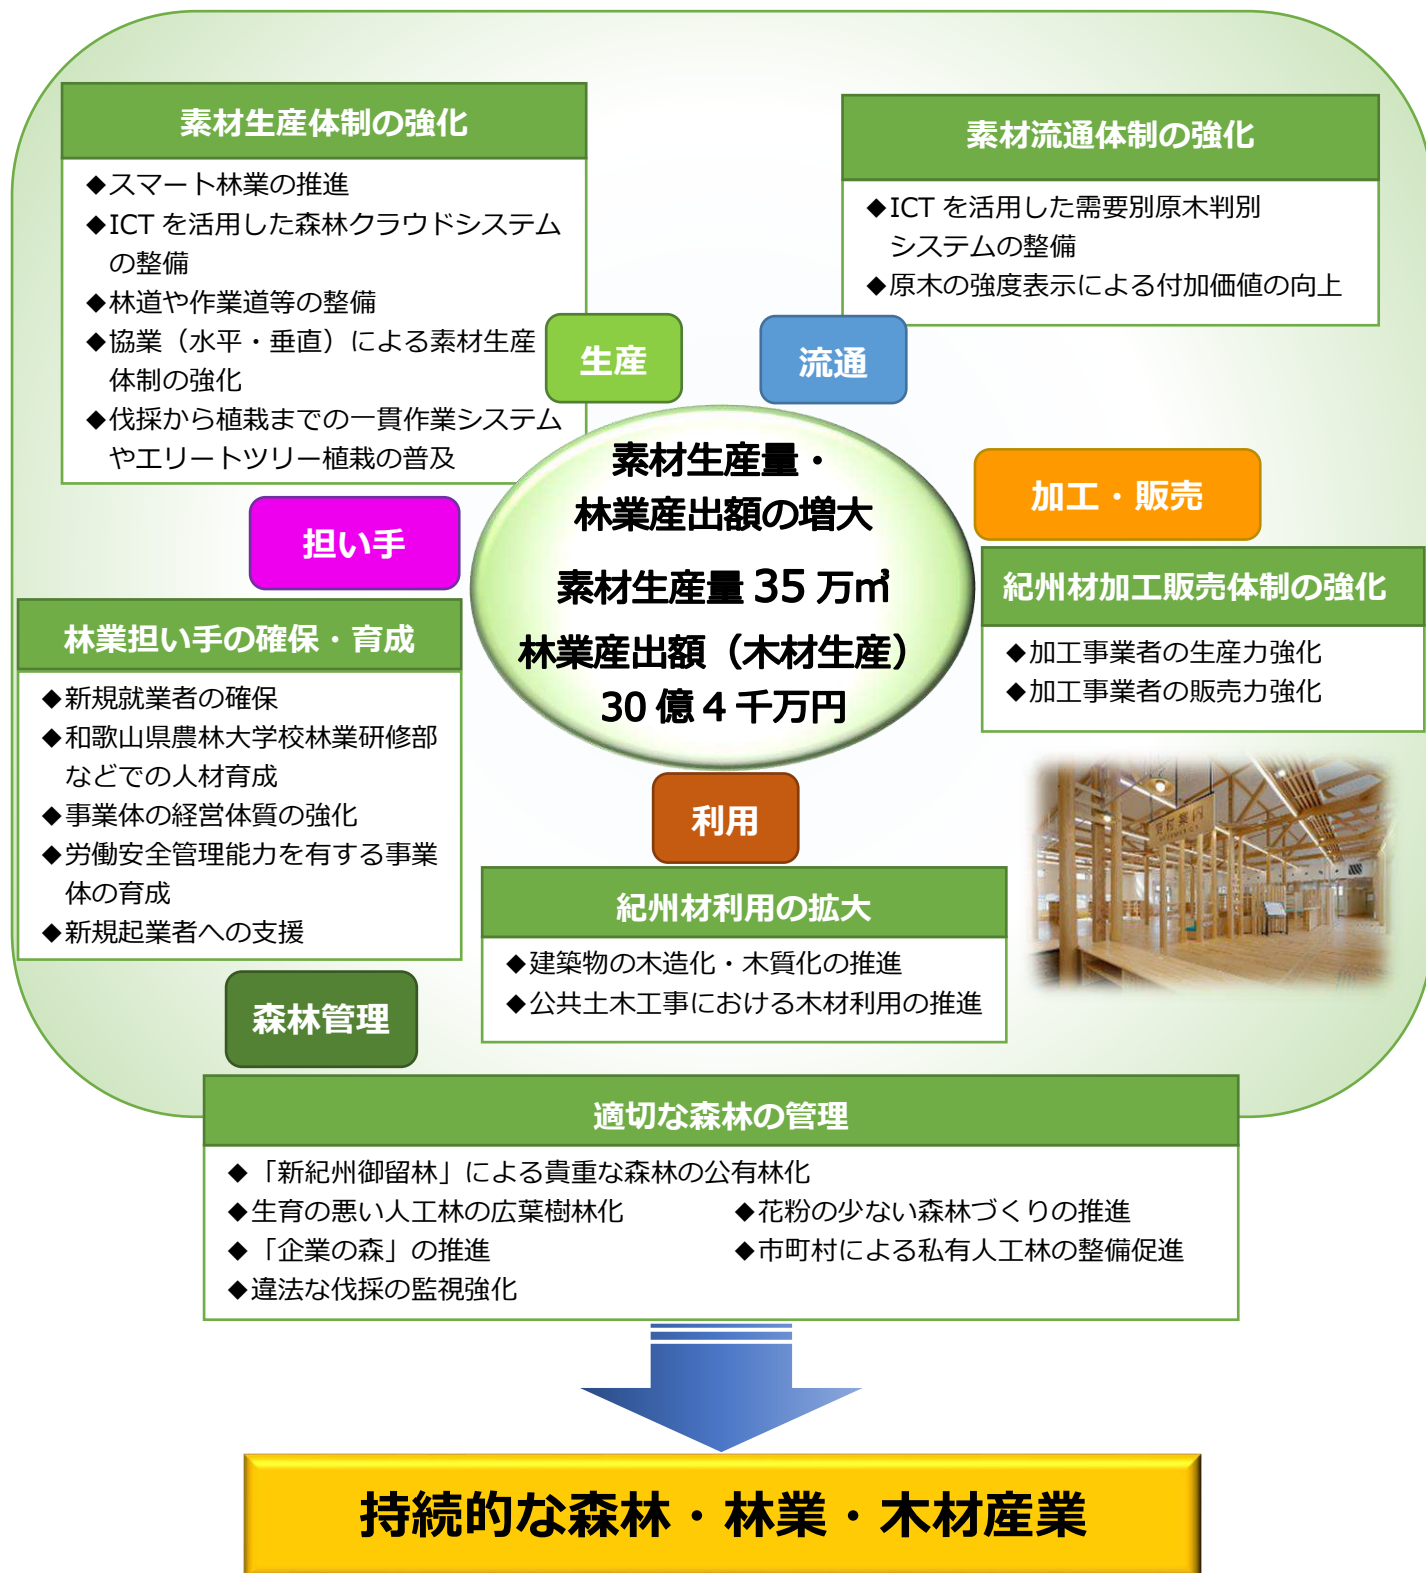 素材生産体制の強化
◆スマート林業の推進
◆ICT を活用した森林クラウドシステム
の整備
◆林道や作業道等の整備
◆協業（水平・垂直）による素材生産
体制の強化
◆伐採から植栽までの一貫作業システム
やエリートツリー植栽の普及
素材流通体制の強化
◆ICT を活用した需要別原木判別
システムの整備
◆原木の強度表示による付加価値の向上
生産
流通
素材生産量・
林業産出額の増大
素材生産量 35 万㎥
林業産出額（木材生産）
30 億 4 千万円
加工・販売
紀州材加工販売体制の強化
◆加工事業者の生産力強化
◆加工事業者の販売力強化
担い手
林業担い手の確保・育成
◆新規就業者の確保
◆和歌山県農林大学校林業研修部
などでの人材育成
◆事業体の経営体質の強化
◆労働安全管理能力を有する事業
体の育成
◆新規起業者への支援
利用
紀州材利用の拡大
◆建築物の木造化・木質化の推進
◆公共土木工事における木材利用の推進
森林管理
適切な森林の管理
◆「新紀州御留林」による貴重な森林の公有林化
◆生育の悪い人工林の広葉樹林化
◆花粉の少ない森林づくりの推進
◆「企業の森」の推進
◆市町村による私有人工林の整備促進
◆違法な伐採の監視強化
持続的な森林・林業・木材産業